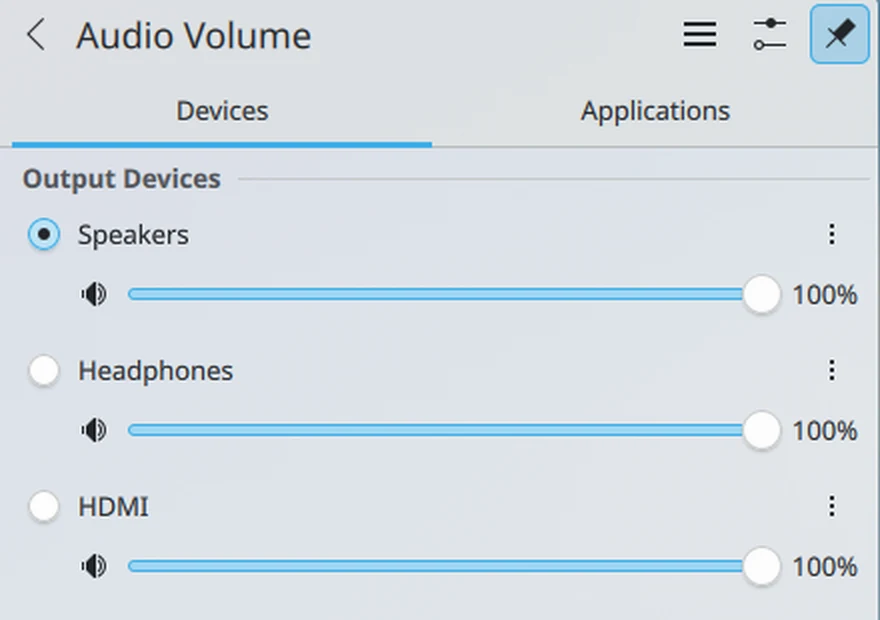 Audio Volume
Devices Applications
Output Devices
Speakers
100%
Headphones
100%
HDMI
100%